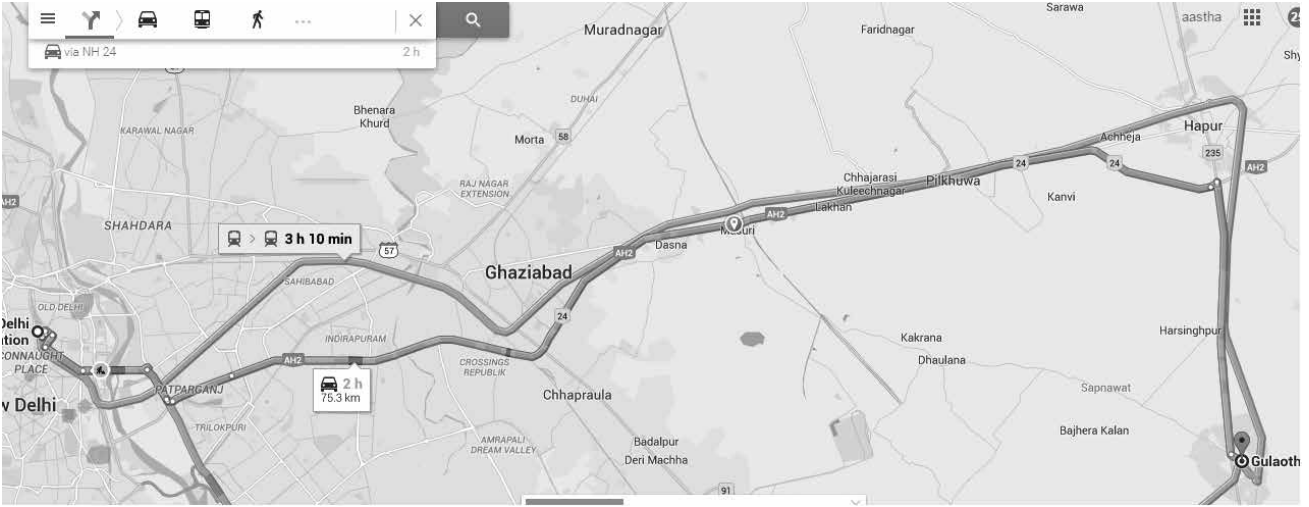 Sarawa
aastha
Muradnagar
Faridnagar
via NH 24
2 h
Shy
DUHAI
Bhenara
Khurd
KARAWAL NAGAR
Morta
58
Hapur
Achheja
235
24
24
AH2
RAJ NAGAR
EXTENSION
Chhajarasi
Kuleechnagar
Pilkhuwa
Kanvi
AH2
AH2
Lakhan
SHAHDARA
3 h 10 min
57
Masuri
Dasna
AH2
Ghaziabad
SAHIBABAD
OLD DELHI
24
Delhi
ation
INDIRAPURAM
Harsinghpur
Kakrana
CONNAUGHT
PLACE
AH2
CROSSINGS
REPUBLIK
Dhaulana
2 h
75.3 km
PATPARGANJ
Sapnawat
Chhapraula
w Delhi
TRILOKPURI
Bajhera Kalan
AMRAPALI
DREAM VALLEY
Badalpur
Deri Machha
Gulaoth
91